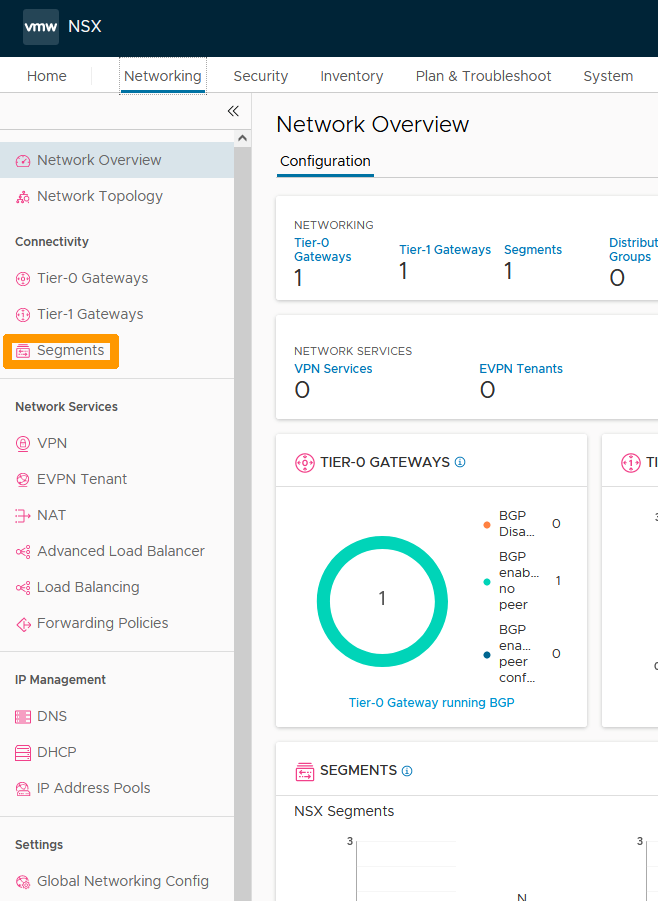 vmw NSX
Home Networking Security Inventory Plan & Troubleshoot System
Network Overview
Network Topology
Connectivity
Tier-0 Gateways
Tier-1 Gateways
Segments
Network Services
VPN
EVPN Tenant
NAT
Advanced Load Balancer
Load Balancing
Forwarding Policies
IP Management
DNS
DHCP
IP Address Pools
Settings
Global Networking Config
Network Overview
Configuration
NETWORKING
Tier-0
Gateways
1
Tier-1 Gateways
1
Segments
1
Distribut
Groups
0
NETWORK SERVICES
VPN Services
0
EVPN Tenants
0
TIER-0 GATEWAYS
1
BGP
Disa...
0
BGP
enab...
no
peer
1
BGP
ena...
peer
conf...
0
Tier-0 Gateway running BGP
TI
3
SEGMENTS
NSX Segments
3
N
3